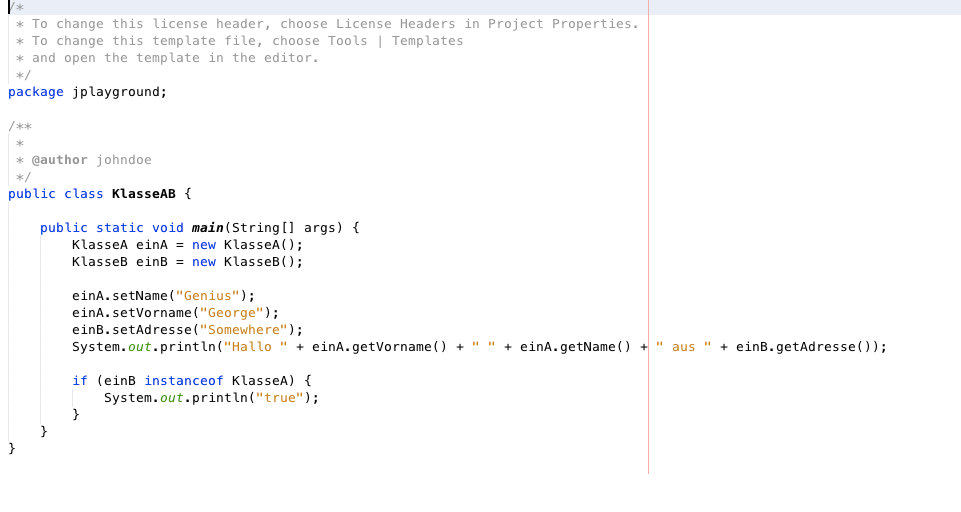 /*
 * To change this license header, choose License Headers in Project Properties.
 * To change this template file, choose Tools | Templates
 * and open the template in the editor.
 */
package jplayground;

/**
 *
 * @author johndoe
 */
public class KlasseAB {

    public static void main(String[] args) {
        KlasseA einA = new KlasseA();
        KlasseB einB = new KlasseB();

        einA.setName("Genius");
        einA.setVorname("George");
        einB.setAdresse("Somewhere");
        System.out.println("Hallo " + einA.getVorname() + " " + einA.getName() + " aus " + einB.getAdresse());

        if (einB instanceof KlasseA) {
            System.out.println("true");
        }
    }
}